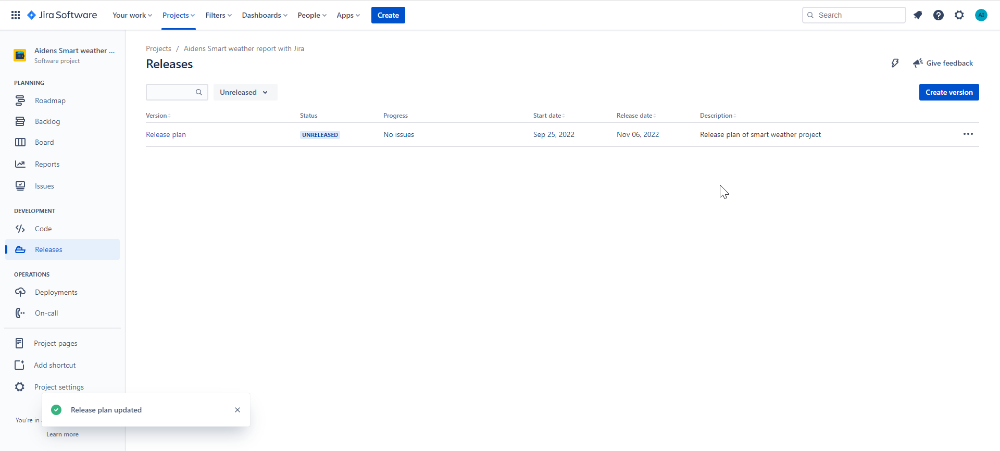 Jira Software
Your work
Projects
Filters
Dashboards
People
Apps
Create
Search
AI
Aidens Smart weather ...
Software project
PLANNING
Roadmap
Backlog
Board
Reports
Issues
DEVELOPMENT
Code
Releases
OPERATIONS
Deployments
On-call
Project pages
Add shortcut
Project settings
You're in
Learn more
Projects / Aidens Smart weather report with Jira
Releases
Give feedback
Unreleased
Create version
Version Status Progress Start date Release date Description
Release plan UNRELEASED No issues Sep 25, 2022 Nov 06, 2022 Release plan of smart weather project
Release plan updated